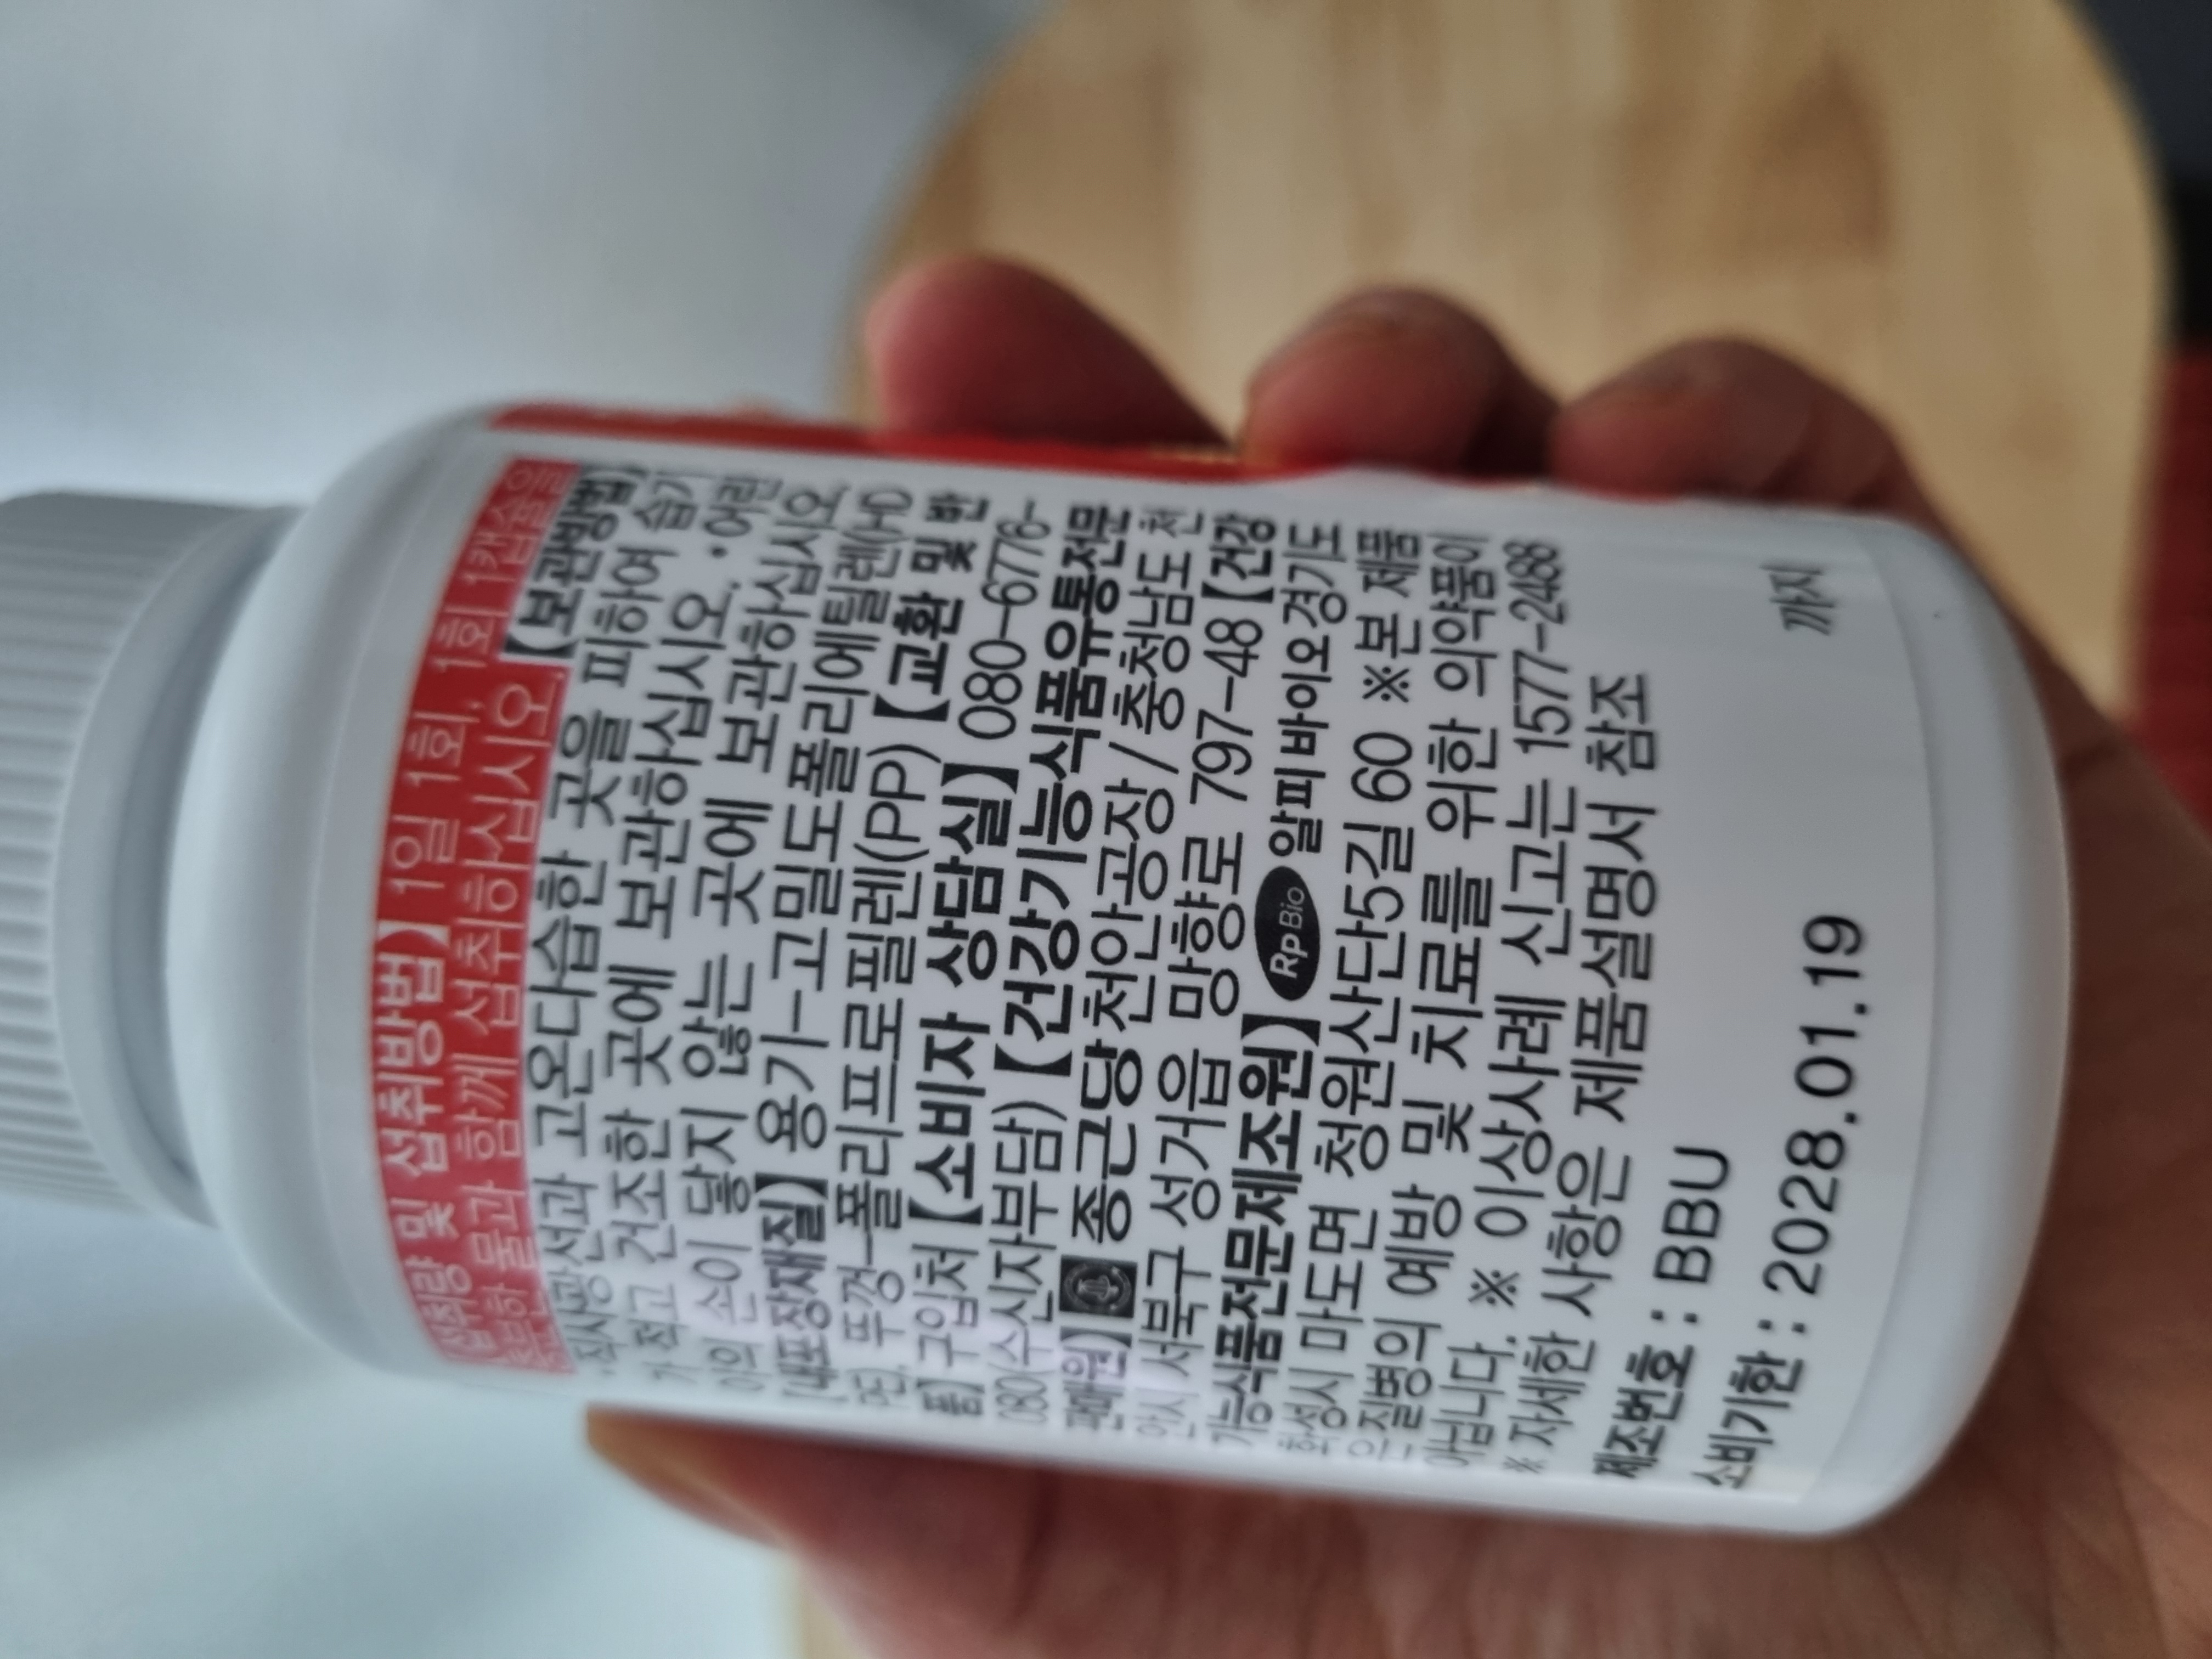 섭취량 및 섭취방법】 1일 1회, 1회 1캡슐을
충분한 물과 함께 섭취하십시오. 【보관방법】
•직사광선과 고온다습한 곳을 피하여 습기
가 적고 건조한 곳에 보관하십시오. •어린
이의 손이 닿지 않는 곳에 보관하십시오.
【내포장재질】 용기-고밀도폴리에틸렌(HD
PE), 뚜껑-폴리프로필렌(PP) 【교환 및 반
품】 구입처 【소비자 상담실】 080-6776-
080(수신자부담) 【건강기능식품유통전문
판매원】 종근당 천안공장 / 충청남도 천
안시 서북구 성거읍 망향로 797-48 【건강
기능식품전문제조원】 RpBio 알피바이오 경기도
화성시 마도면 청원산단5길 60 ※본 제품
은 질병의 예방 및 치료를 위한 의약품이
아닙니다. ※ 이상사례 신고는 1577-2488
※ 자세한 사항은 제품설명서 참조
제조번호 : BBU
소비기한 : 2028.01.19 까지